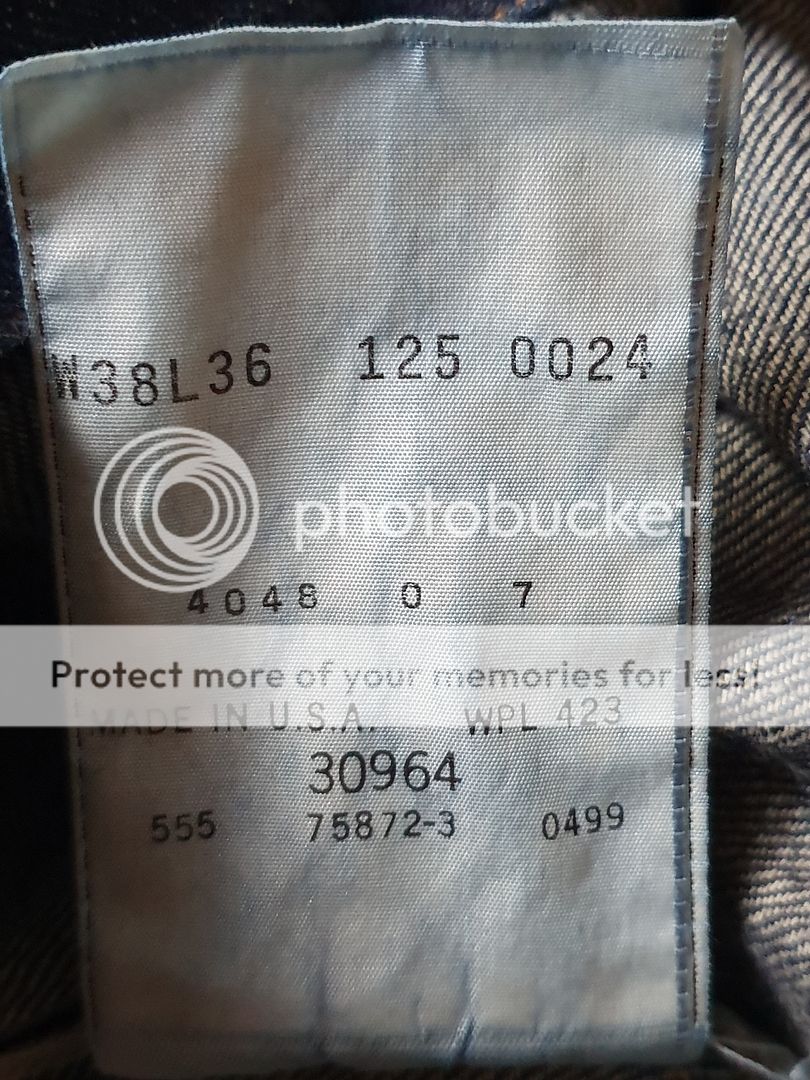 W38L36 125 0024
photobucket
4048 0 7
Protect more of your memories for less!
MADE IN U.S.A. WPL 423
30964
555 75872-3 0499